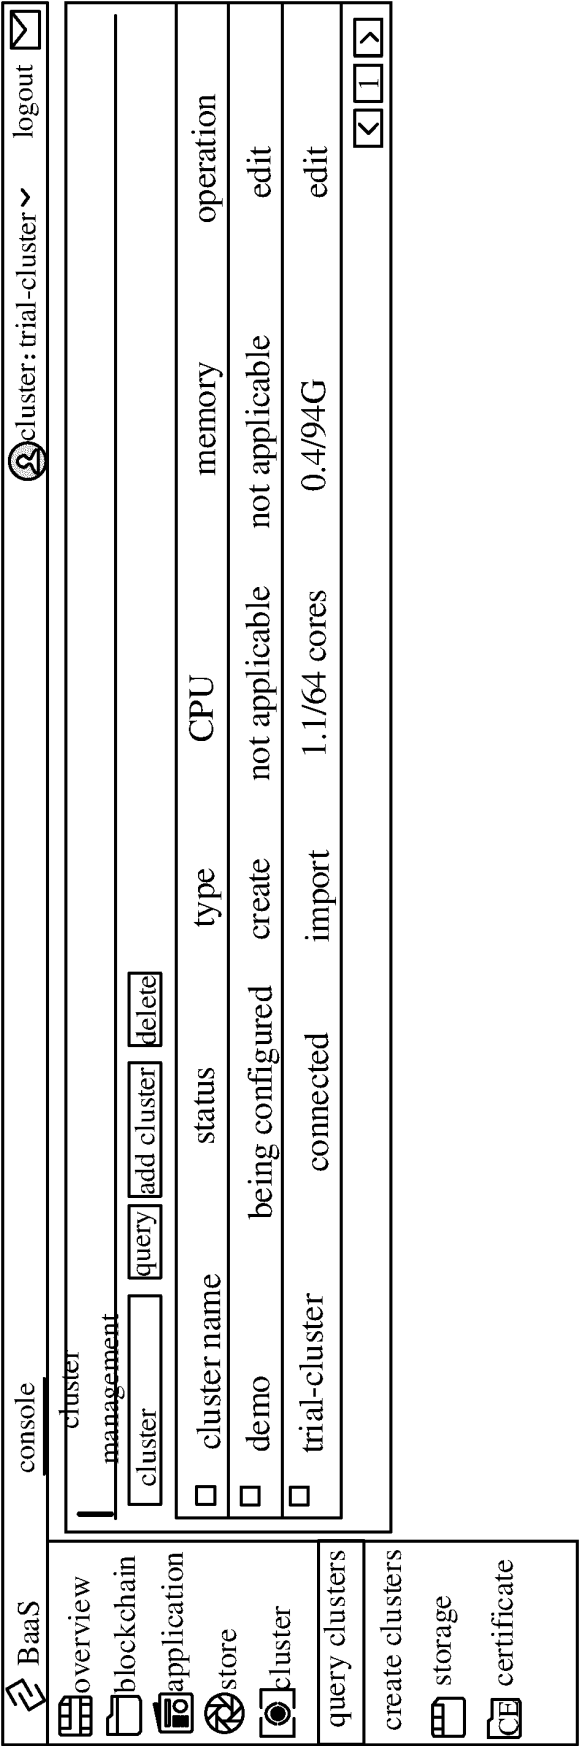 BaaS console cluster: trial-cluster logout
overview
blockchain
application
store
cluster
query clusters
create clusters
storage
CE certificate
cluster
management
cluster query add cluster delete
cluster name status type CPU memory operation
demo being configured create not applicable not applicable edit
trial-cluster connected import 1.1/64 cores 0.4/94G edit
< 1 >